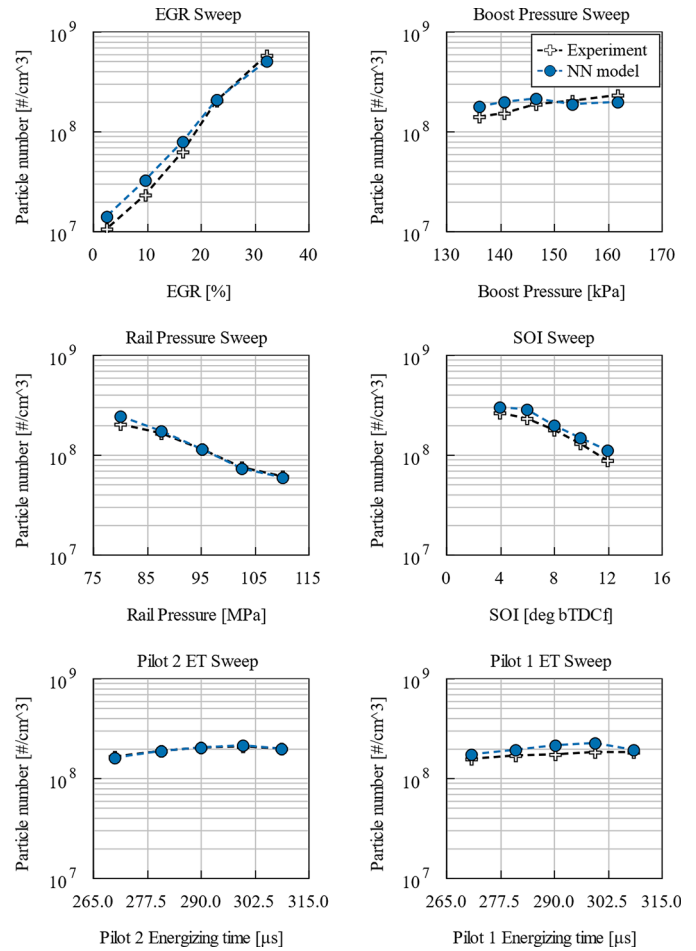 EGR Sweep
Particle number [#/cm^3]
10^9
10^8
10^7
0 10 20 30 40
EGR [%]
Boost Pressure Sweep
Experiment
NN model
Particle number [#/cm^3]
10^9
10^8
10^7
130 140 150 160 170
Boost Pressure [kPa]
Rail Pressure Sweep
Particle number [#/cm^3]
10^9
10^8
10^7
75 85 95 105 115
Rail Pressure [MPa]
SOI Sweep
Particle number [#/cm^3]
10^9
10^8
10^7
0 4 8 12 16
SOI [deg bTDCf]
Pilot 2 ET Sweep
Particle number [#/cm^3]
10^9
10^8
10^7
265.0 277.5 290.0 302.5 315.0
Pilot 2 Energizing time [µs]
Pilot 1 ET Sweep
Particle number [#/cm^3]
10^9
10^8
10^7
265.0 277.5 290.0 302.5 315.0
Pilot 1 Energizing time [µs]